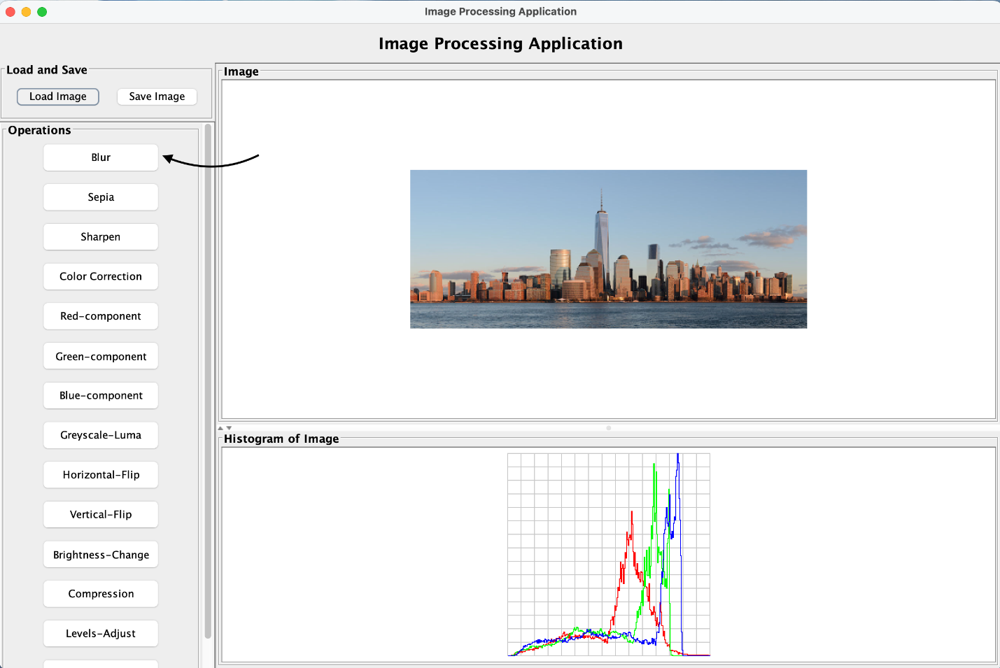 Image Processing Application
Image Processing Application
Load and Save
Load Image
Save Image
Operations
Blur
Sepia
Sharpen
Color Correction
Red-component
Green-component
Blue-component
Greyscale-Luma
Horizontal-Flip
Vertical-Flip
Brightness-Change
Compression
Levels-Adjust
Image
Histogram of Image